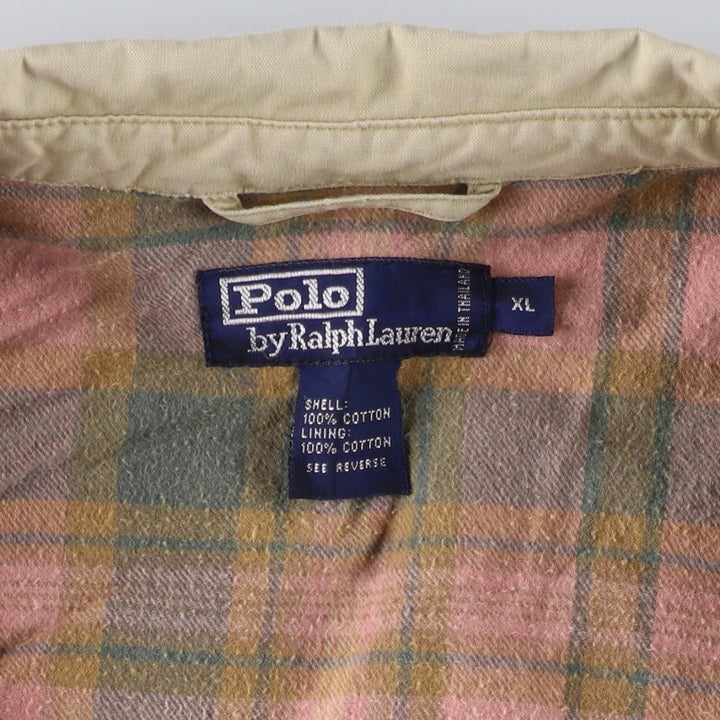 Polo
by Ralph Lauren
MADE IN THAILAND
XL
SHELL:
100% COTTON
LINING:
100% COTTON
SEE REVERSE